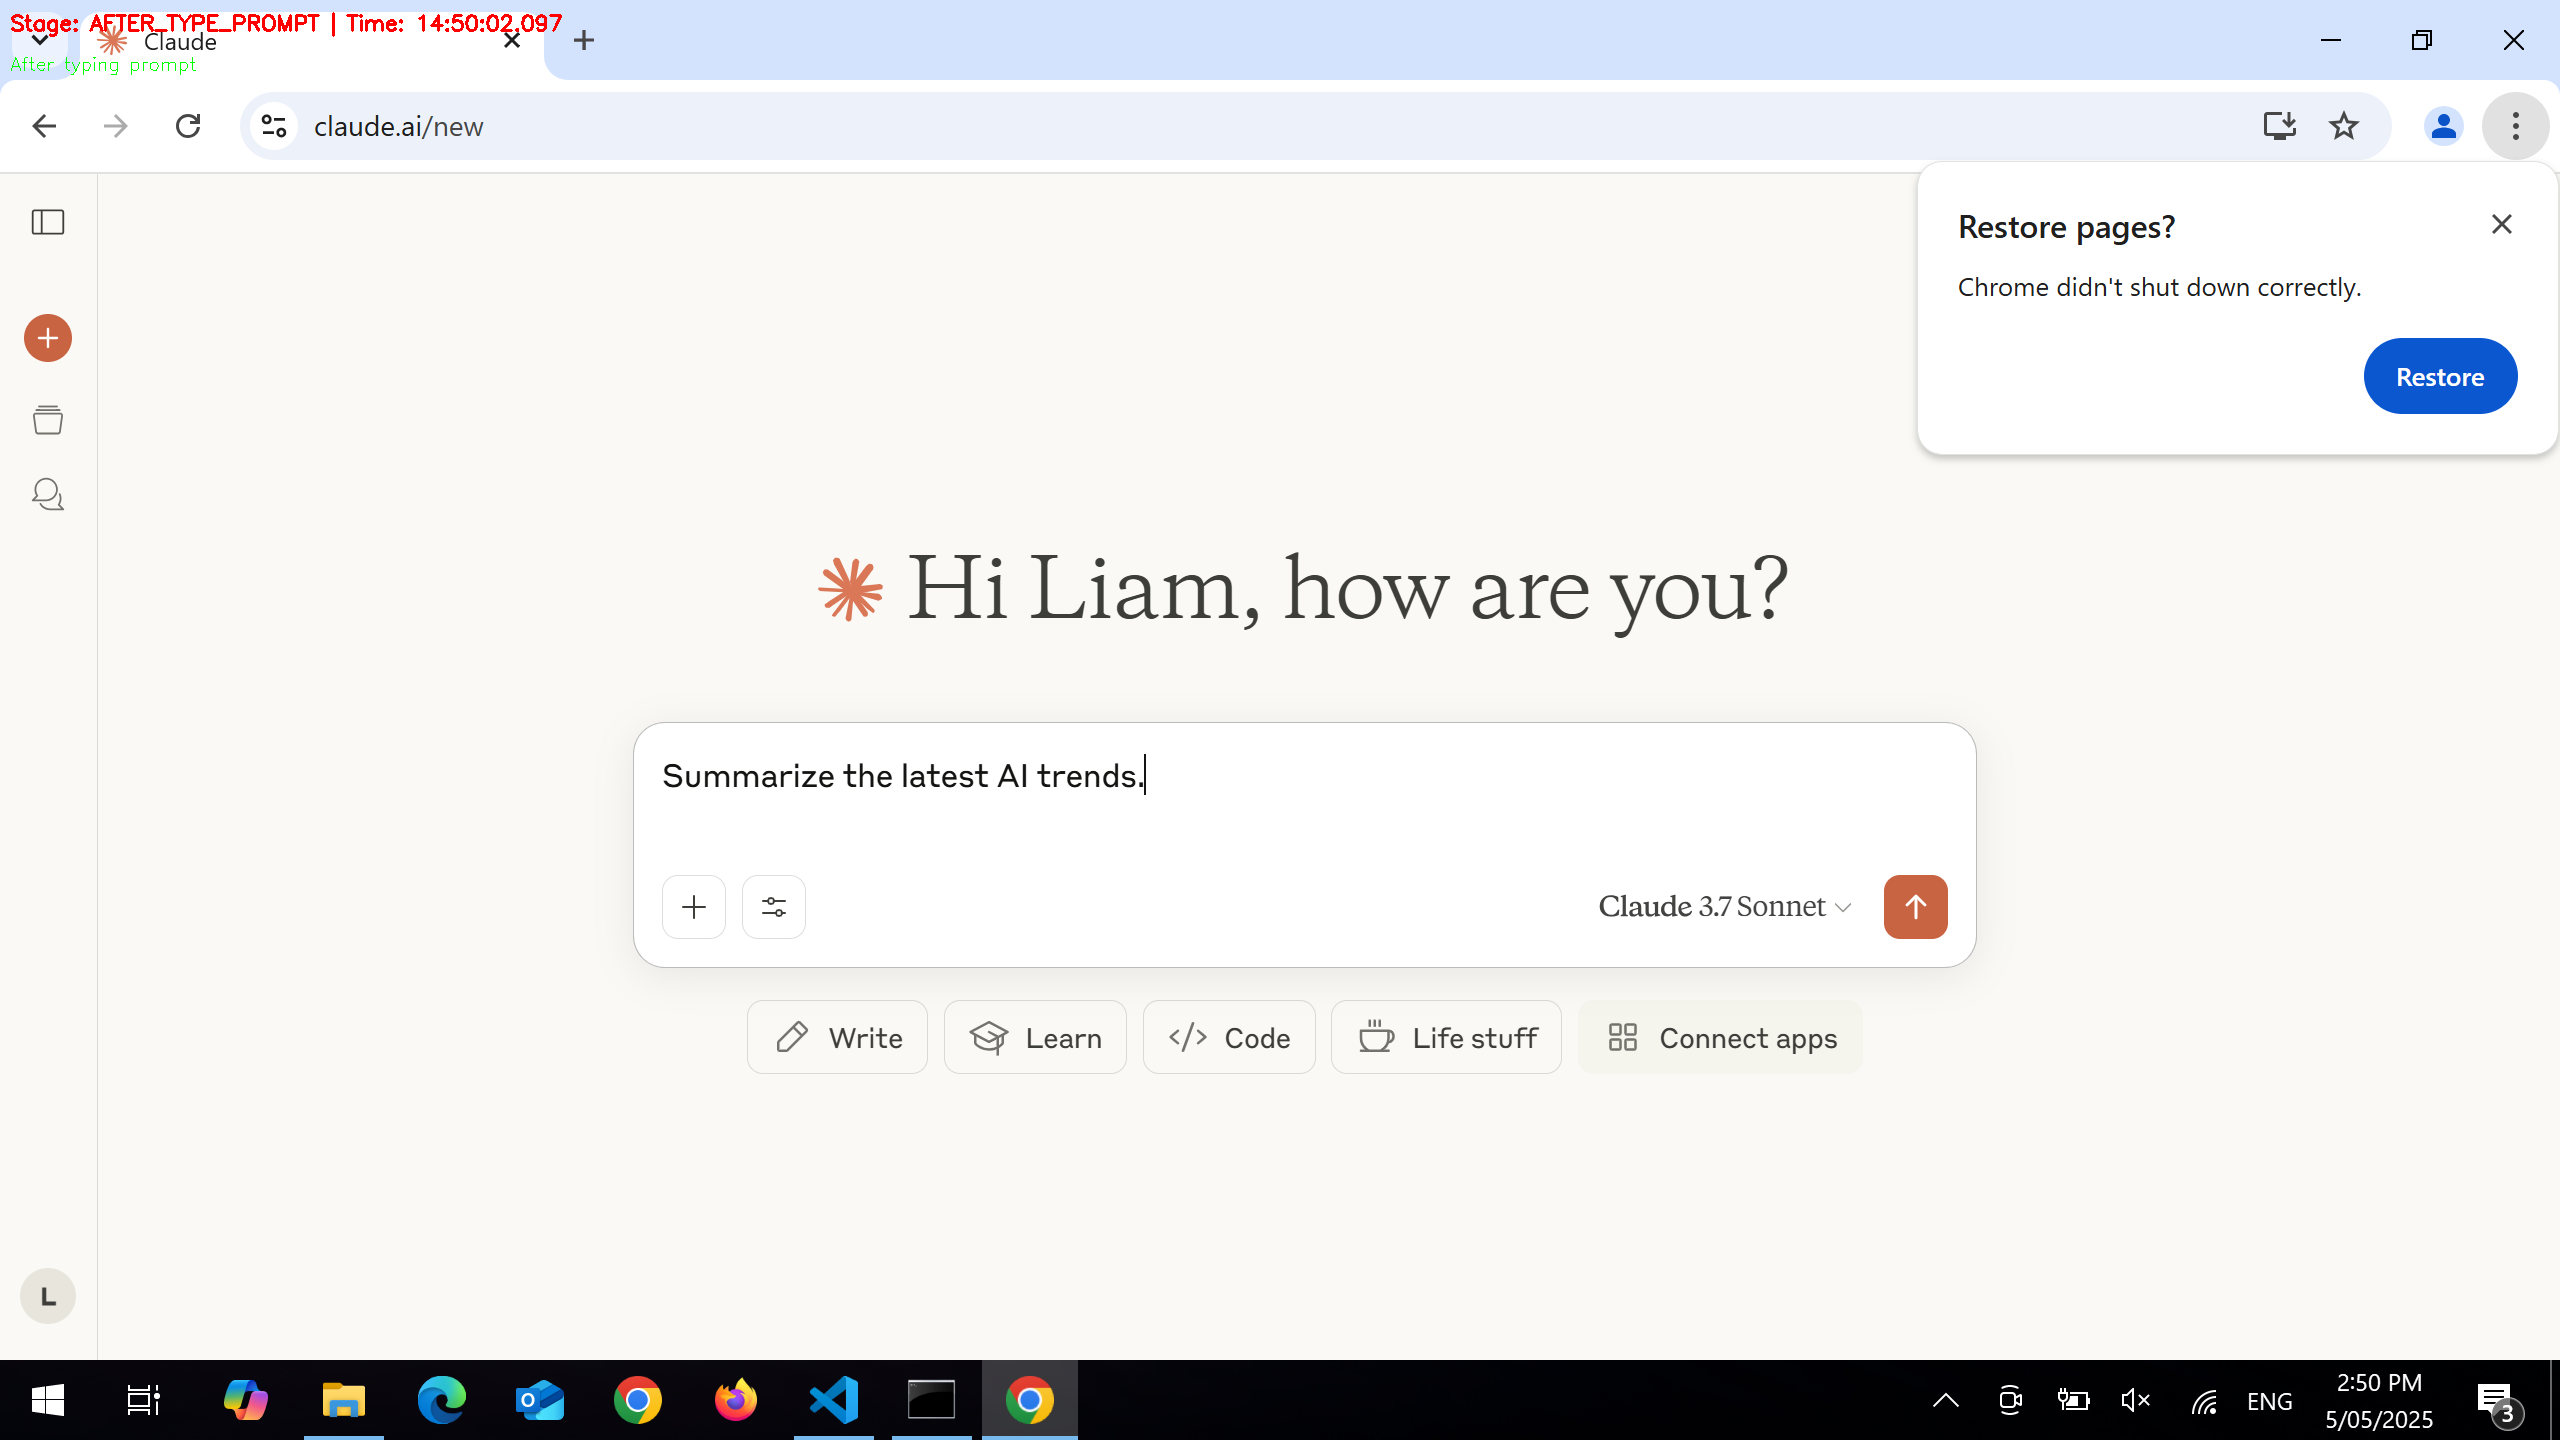 Stage: AFTER_TYPE_PROMPT | Time: 14:50:02.097
Claude
After typing prompt
claude.ai/new
Restore pages?
Chrome didn't shut down correctly.
Restore
Hi Liam, how are you?
Summarize the latest AI trends.
Claude 3.7 Sonnet
Write
Learn
Code
Life stuff
Connect apps
L
ENG
2:50 PM
5/05/2025
3